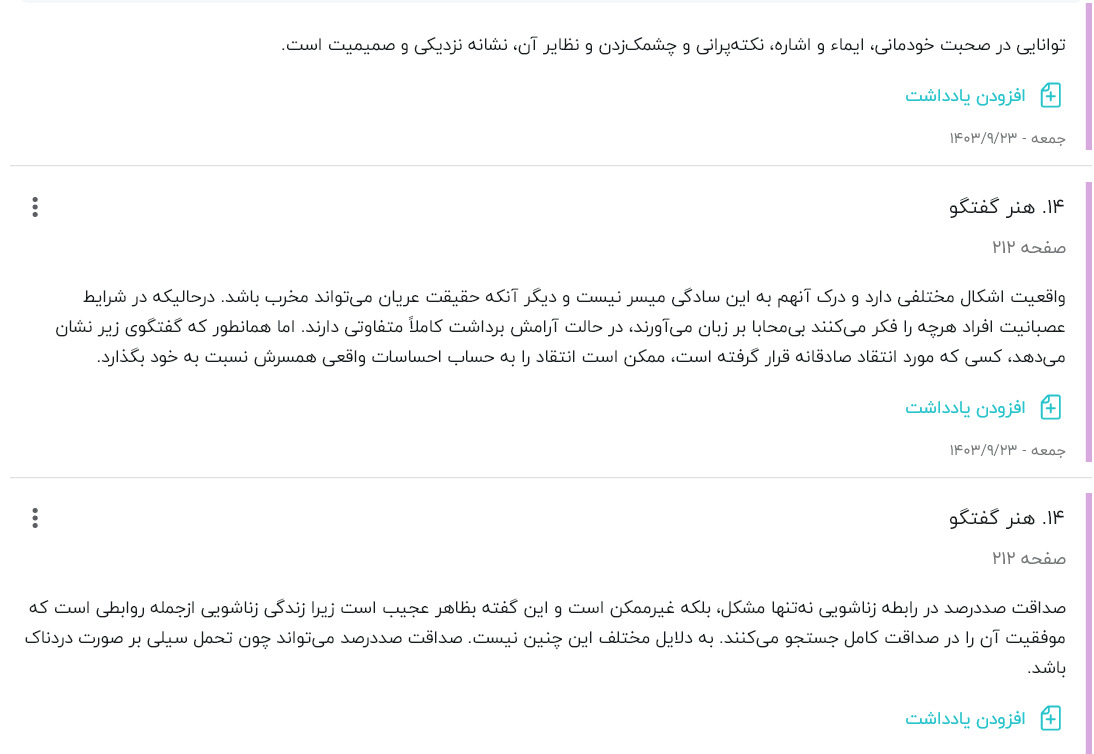 توانایی در صحبت خودمانی، ایماء و اشاره، نکته‌پرانی و چشمک‌زدن و نظایر آن، نشانه نزدیکی و صمیمیت است.
افزودن یادداشت
جمعه - ۱۴۰۳/۹/۲۳
۱۴. هنر گفتگو
صفحه ۲۱۲
واقعیت اشکال مختلفی دارد و درک آنهم به این سادگی میسر نیست و دیگر آنکه حقیقت عریان می‌تواند مخرب باشد. درحالیکه در شرایط
عصبانیت افراد هرچه را فکر می‌کنند بی‌محابا بر زبان می‌آورند، در حالت آرامش برداشت کاملاً متفاوتی دارند. اما همانطور که گفتگوی زیر نشان
می‌دهد، کسی که مورد انتقاد صادقانه قرار گرفته است، ممکن است انتقاد را به حساب احساسات واقعی همسرش نسبت به خود بگذارد.
افزودن یادداشت
جمعه - ۱۴۰۳/۹/۲۳
۱۴. هنر گفتگو
صفحه ۲۱۲
صداقت صددرصد در رابطه زناشویی نه‌تنها مشکل، بلکه غیرممکن است و این گفته بظاهر عجیب است زیرا زندگی زناشویی ازجمله روابطی است که
موفقیت آن را در صداقت کامل جستجو می‌کنند. به دلایل مختلف این چنین نیست. صداقت صددرصد می‌تواند چون تحمل سیلی بر صورت دردناک
باشد.
افزودن یادداشت